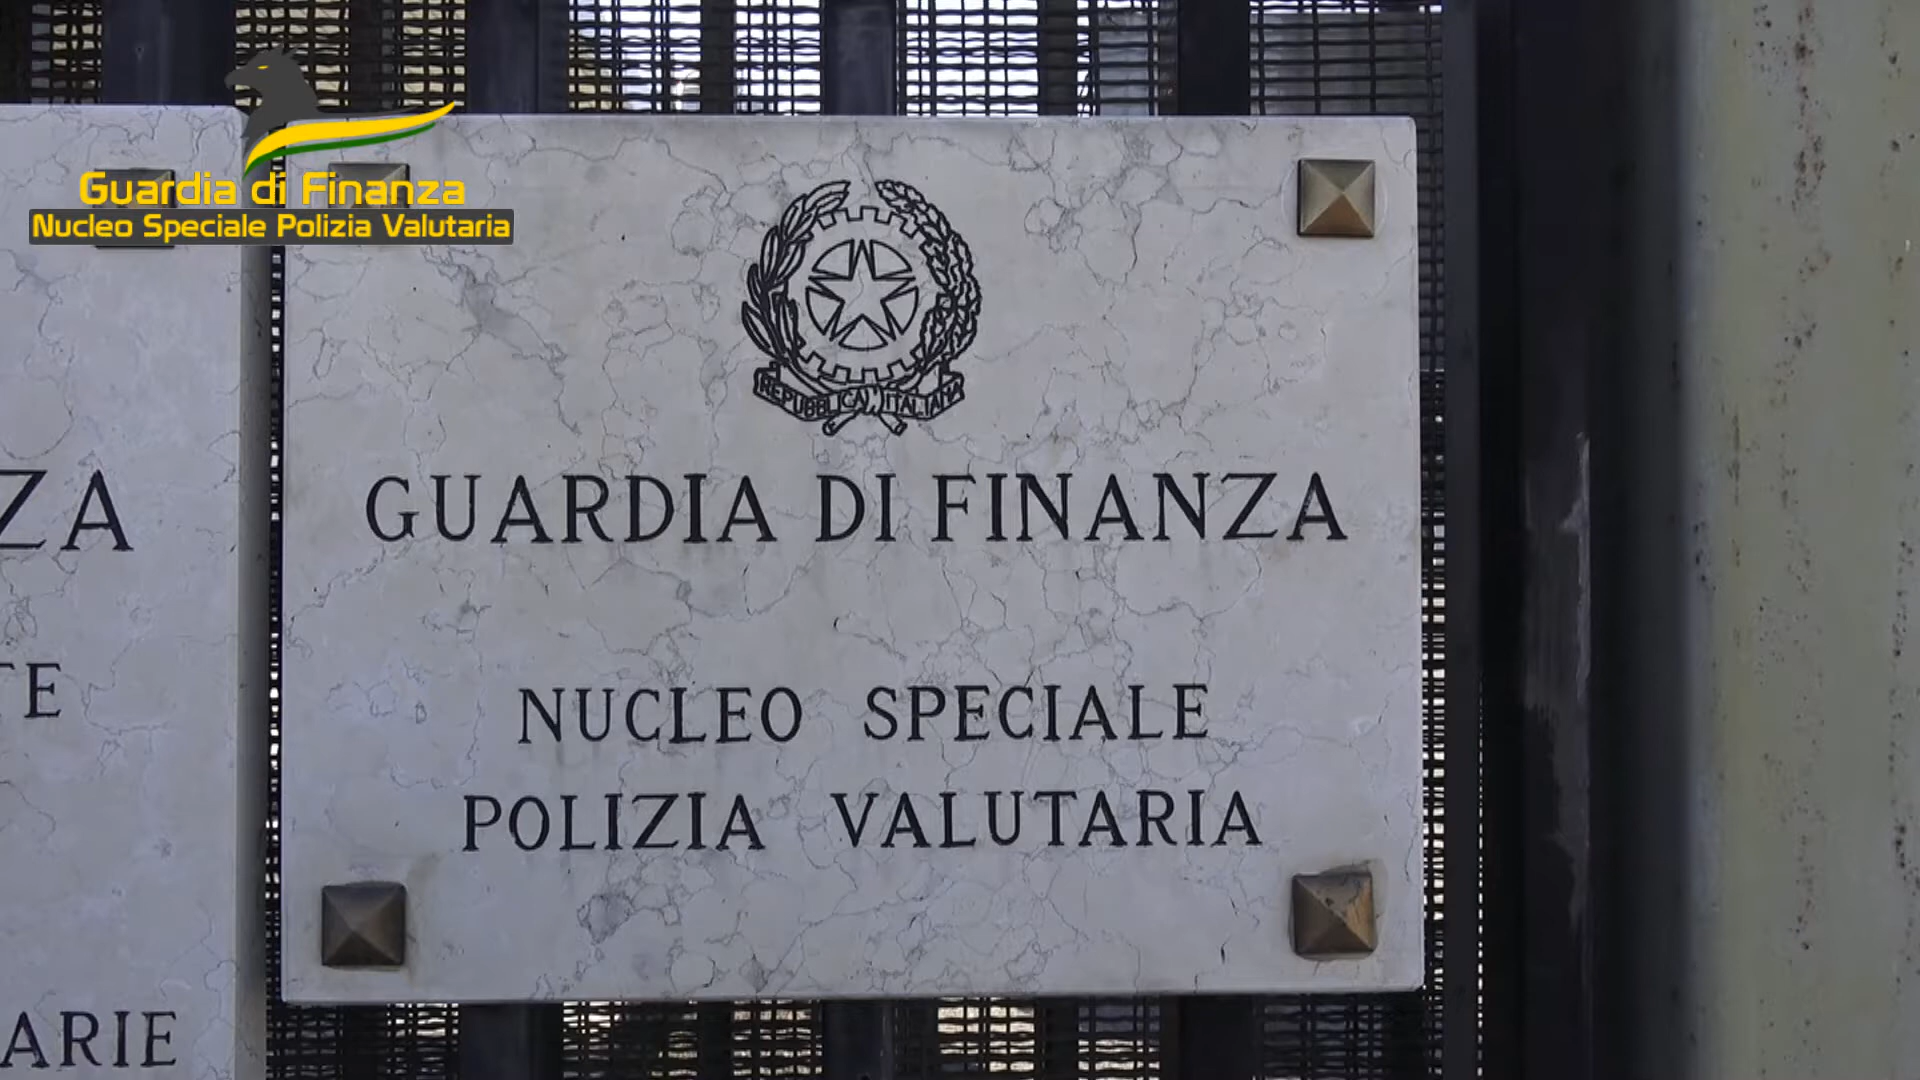 Guardia di Finanza
Nucleo Speciale Polizia Valutaria
REPUBBLICA ITALIANA
GUARDIA DI FINANZA
NUCLEO SPECIALE
POLIZIA VALUTARIA
ZA
TE
ARIE